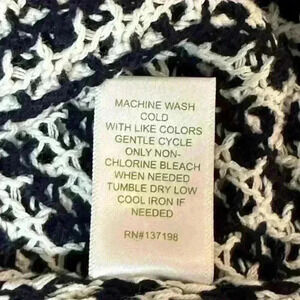 MACHINE WASH
COLD
WITH LIKE COLORS
GENTLE CYCLE
ONLY NON-
CHLORINE BLEACH
WHEN NEEDED
TUMBLE DRY LOW
COOL IRON IF
NEEDED
RN#137198